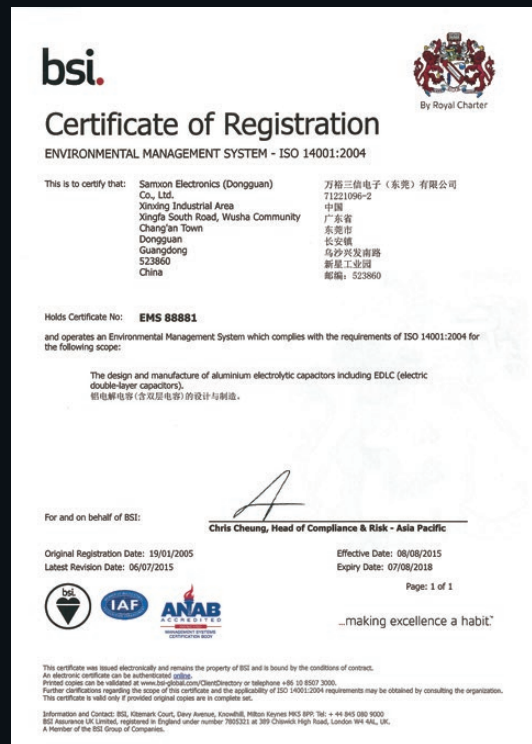 bsi.
By Royal Charter
Certificate of Registration
ENVIRONMENTAL MANAGEMENT SYSTEM - ISO 14001:2004
This is to certify that:
Samxon Electronics (Dongguan)
Co., Ltd.
Xinxing Industrial Area
Xingfa South Road, Wusha Community
Chang'an Town
Dongguan
Guangdong
523860
China
万裕三信电子（东莞）有限公司
71221096-2
中国
广东省
东莞市
长安镇
乌沙兴发南路
新星工业园
邮编：523860
Holds Certificate No: EMS 88881
and operates an Environmental Management System which complies with the requirements of ISO 14001:2004 for
the following scope:
The design and manufacture of aluminium electrolytic capacitors including EDLC (electric
double-layer capacitors).
铝电解电容(含双层电容)的设计与制造。
For and on behalf of BSI:
Chris Cheung, Head of Compliance & Risk - Asia Pacific
Original Registration Date: 19/01/2005
Effective Date: 08/08/2015
Latest Revision Date: 06/07/2015
Expiry Date: 07/08/2018
Page: 1 of 1
bsi.
IAF
ANAB
ACCREDITED
MANAGEMENT SYSTEMS
CERTIFICATION BODY
...making excellence a habit.™
This certificate was issued electronically and remains the property of BSI and is bound by the conditions of contract.
An electronic certificate can be authenticated online.
Printed copies can be validated at www.bsi-global.com/ClientDirectory or telephone +86 10 8507 3000.
Further clarifications regarding the scope of this certificate and the applicability of ISO 14001:2004 requirements may be obtained by consulting the organization.
This certificate is valid only if provided original copies are in complete set.
Information and Contact: BSI, Kitemark Court, Davy Avenue, Knowlhill, Milton Keynes MK5 8PP. Tel: + 44 845 080 9000
BSI Assurance UK Limited, registered in England under number 7805321 at 389 Chiswick High Road, London W4 4AL, UK.
A Member of the BSI Group of Companies.